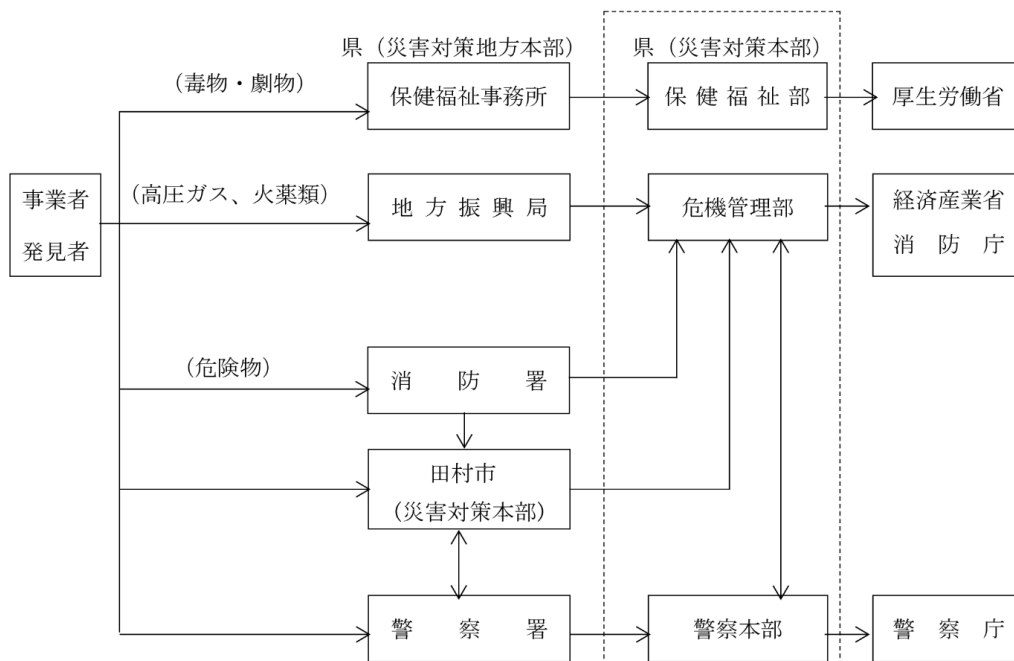 県（災害対策地方本部）
県（災害対策本部）
（毒物・劇物）
保健福祉事務所
保健福祉部
厚生労働省
事業者
発見者
（高圧ガス、火薬類）
地方振興局
危機管理部
経済産業省
消防庁
（危険物）
消防署
田村市
（災害対策本部）
警察署
警察本部
警察庁